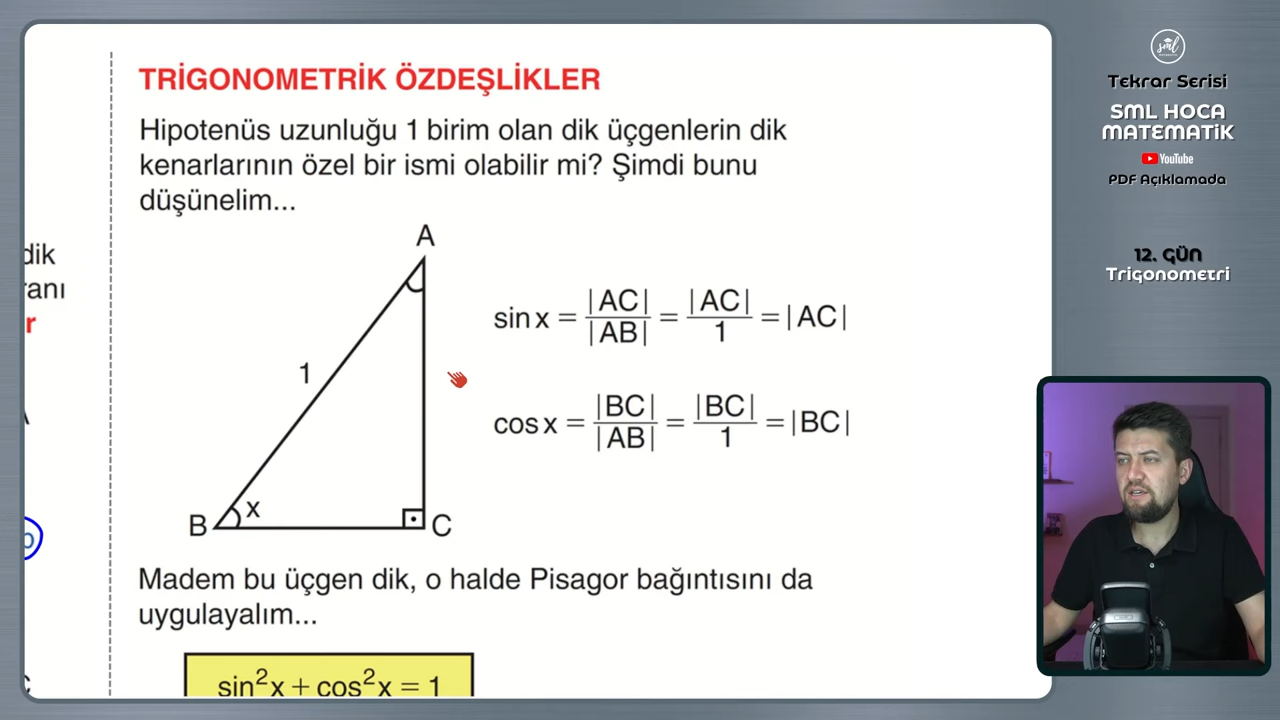 TRİGONOMETRİK ÖZDEŞLİKLER
Hipotenüs uzunluğu 1 birim olan dik üçgenlerin dik
kenarlarının özel bir ismi olabilir mi? Şimdi bunu
düşünelim...
dik
ranı
r
A
1
B
x
C
sin x = |AC| / |AB| = |AC| / 1 = |AC|
cos x = |BC| / |AB| = |BC| / 1 = |BC|
Madem bu üçgen dik, o halde Pisagor bağıntısını da
uygulayalım...
sin²x + cos²x = 1
sml
Tekrar Serisi
SML HOCA
MATEMATİK
YouTube
PDF Açıklamada
12. GÜN
Trigonometri